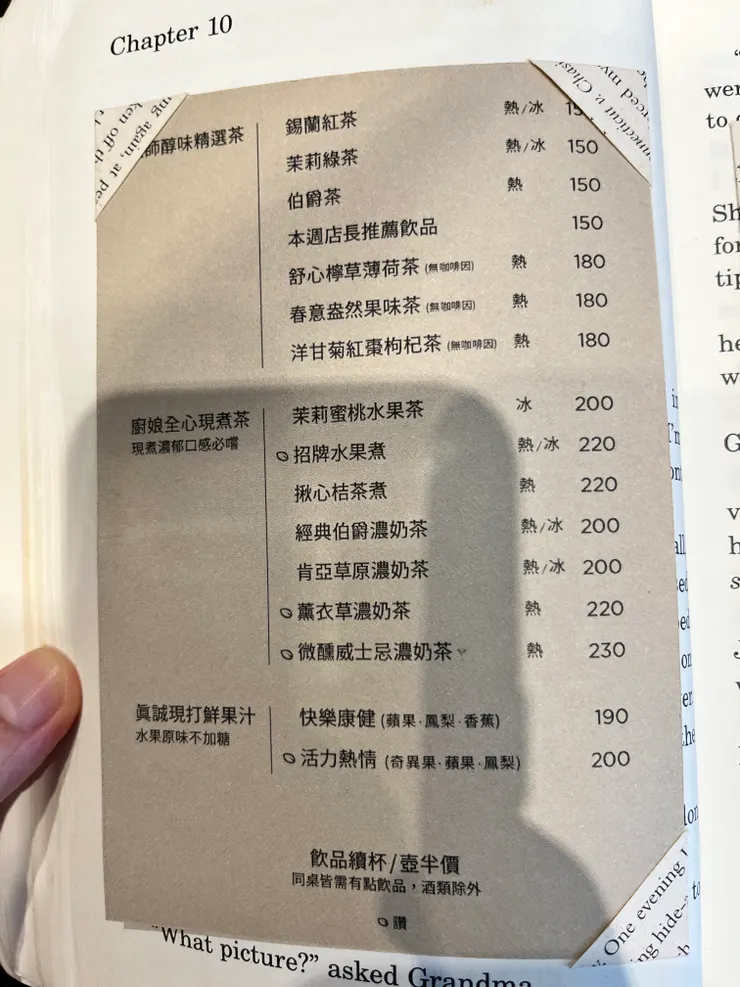 Chapter 10
師醇味精選茶
錫蘭紅茶 熱/冰
茉莉綠茶 熱/冰 150
伯爵茶 熱 150
本週店長推薦飲品 150
舒心檸草薄荷茶 (無咖啡因) 熱 180
春意盎然果味茶 (無咖啡因) 熱 180
洋甘菊紅棗枸杞茶 (無咖啡因) 熱 180
廚娘全心現煮茶
現煮濃郁口感必嚐
茉莉蜜桃水果茶 冰 200
招牌水果煮 熱/冰 220
揪心桔茶煮 熱 220
經典伯爵濃奶茶 熱/冰 200
肯亞草原濃奶茶 熱/冰 200
薰衣草濃奶茶 熱 220
微醺威士忌濃奶茶 熱 230
真誠現打鮮果汁
水果原味不加糖
快樂康健 (蘋果·鳳梨·香蕉) 190
活力熱情 (奇異果·蘋果·鳳梨) 200
飲品續杯/壺半價
同桌皆需有點飲品，酒類除外
讚
"What picture?" asked Grandma
One evening
ing hide-